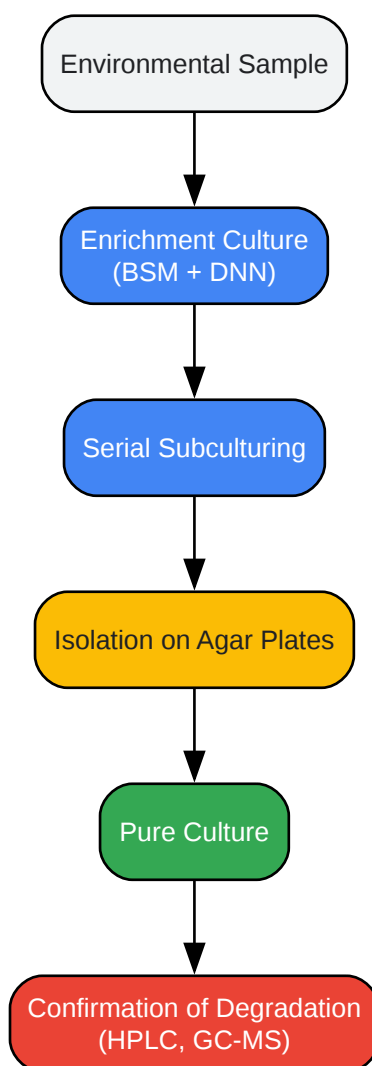 Environmental Sample
Enrichment Culture
(BSM + DNN)
Serial Subculturing
Isolation on Agar Plates
Pure Culture
Confirmation of Degradation
(HPLC, GC-MS)